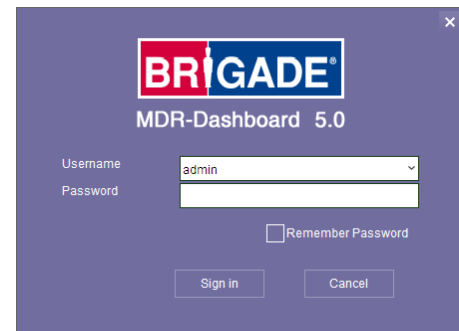 BRIGADE®
MDR-Dashboard 5.0
Username
admin
Password
Remember Password
Sign in
Cancel